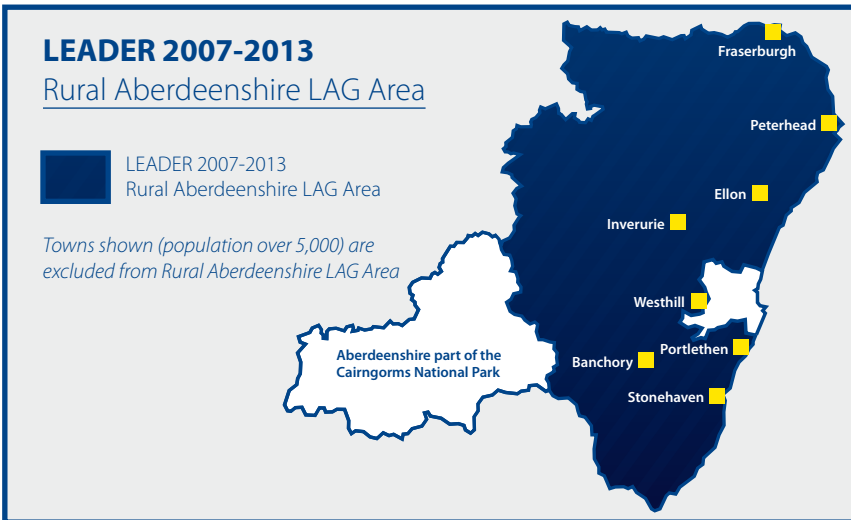 LEADER 2007-2013
Rural Aberdeenshire LAG Area
LEADER 2007-2013
Rural Aberdeenshire LAG Area
Towns shown (population over 5,000) are
excluded from Rural Aberdeenshire LAG Area
Fraserburgh
Peterhead
Ellon
Inverurie
Westhill
Portlethen
Banchory
Stonehaven
Aberdeenshire part of the
Cairngorms National Park